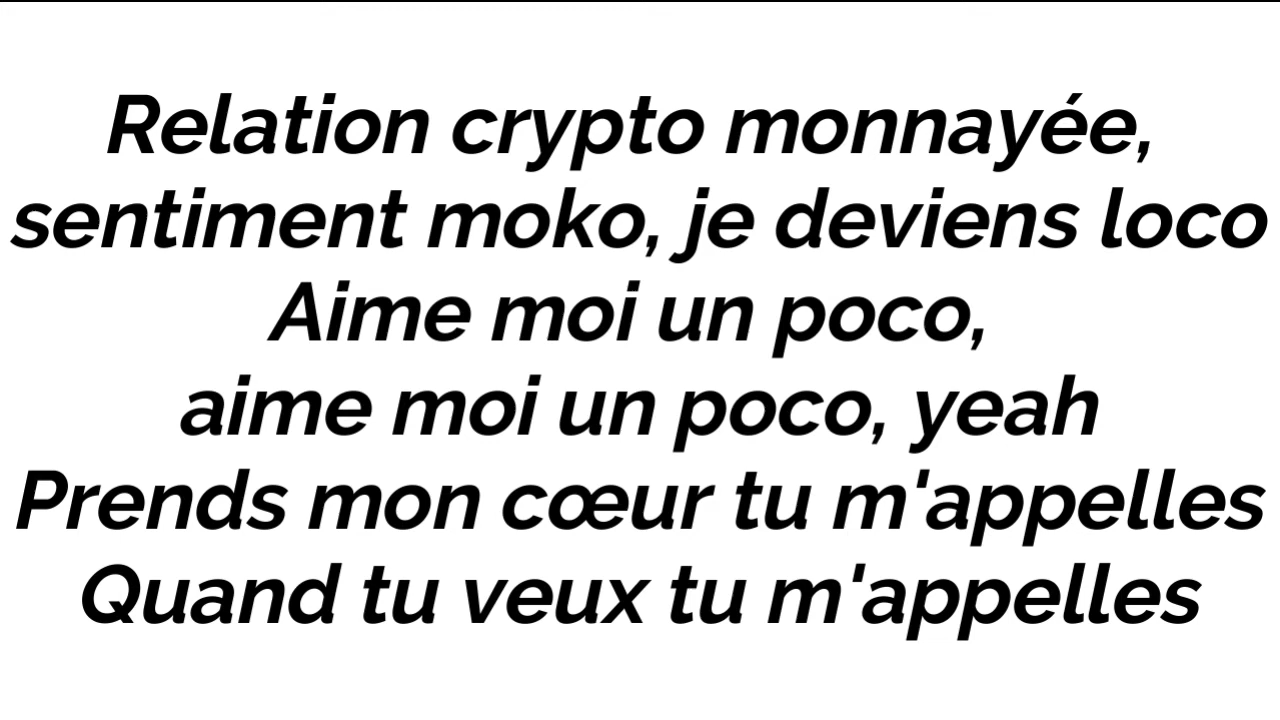 Relation crypto monnayée,
sentiment moko, je deviens loco
Aime moi un poco,
aime moi un poco, yeah
Prends mon cœur tu m'appelles
Quand tu veux tu m'appelles